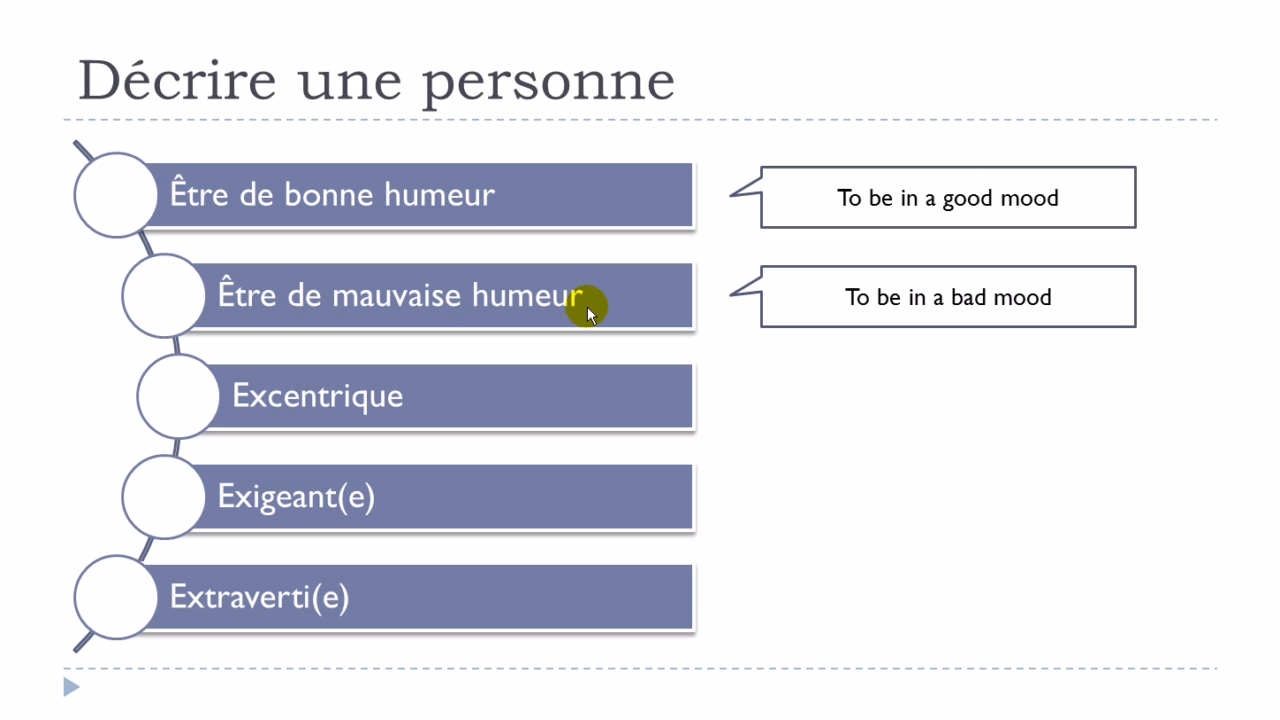 Décrire une personne
Être de bonne humeur
To be in a good mood
Être de mauvaise humeur
To be in a bad mood
Excentrique
Exigeant(e)
Extraverti(e)